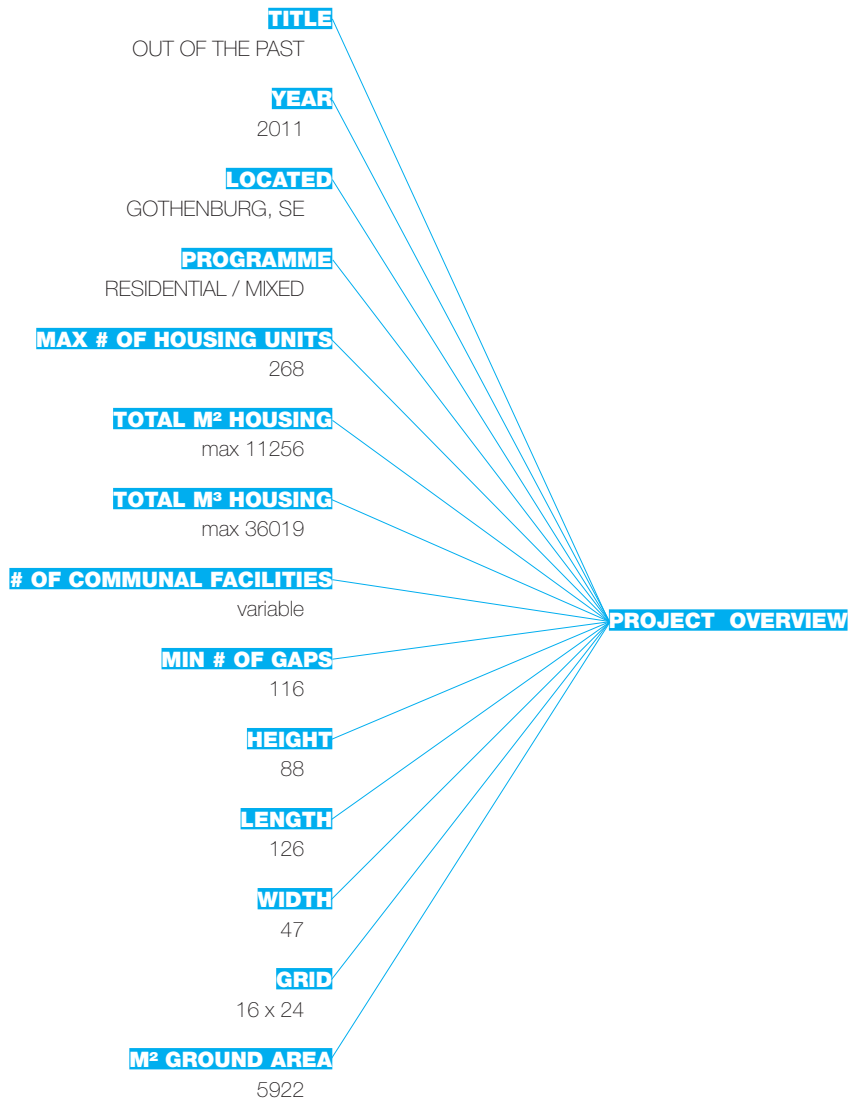 TITLE
OUT OF THE PAST
YEAR
2011
LOCATED
GOTHENBURG, SE
PROGRAMME
RESIDENTIAL / MIXED
MAX # OF HOUSING UNITS
268
TOTAL M² HOUSING
max 11256
TOTAL M³ HOUSING
max 36019
# OF COMMUNAL FACILITIES
variable
PROJECT OVERVIEW
MIN # OF GAPS
116
HEIGHT
88
LENGTH
126
WIDTH
47
GRID
16 x 24
M² GROUND AREA
5922